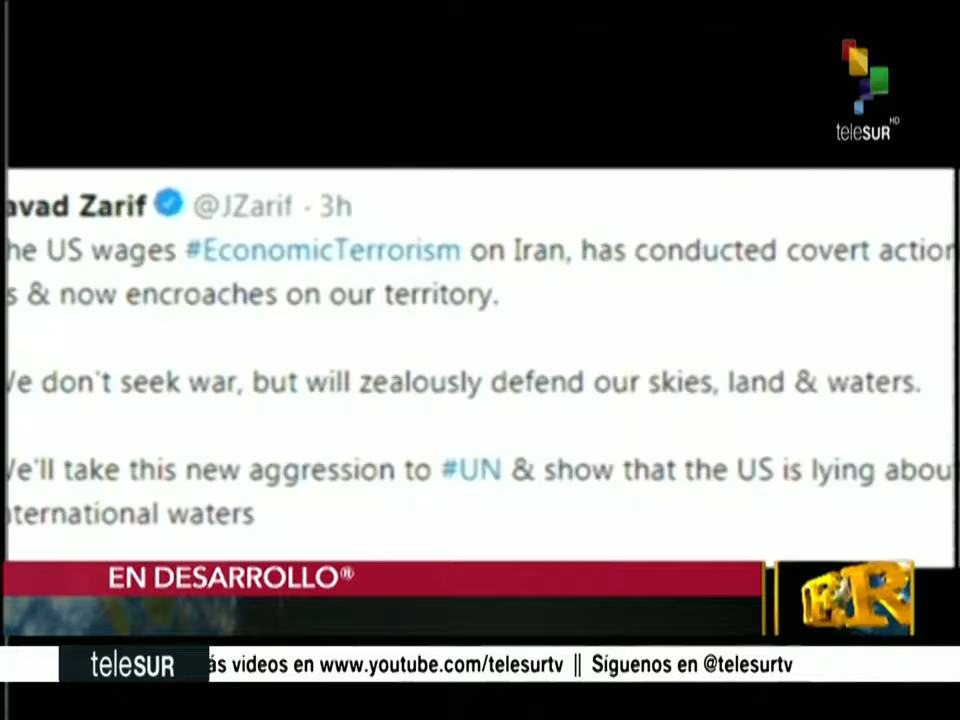 teleSUR HD
avad Zarif @JZarif · 3h
he US wages #EconomicTerrorism on Iran, has conducted covert action
s & now encroaches on our territory.
Ve don't seek war, but will zealously defend our skies, land & waters.
Ve'll take this new aggression to #UN & show that the US is lying abou
ternational waters
EN DESARROLLO®
ER
teleSUR ás videos en www.youtube.com/telesurtv || Síguenos en @telesurtv